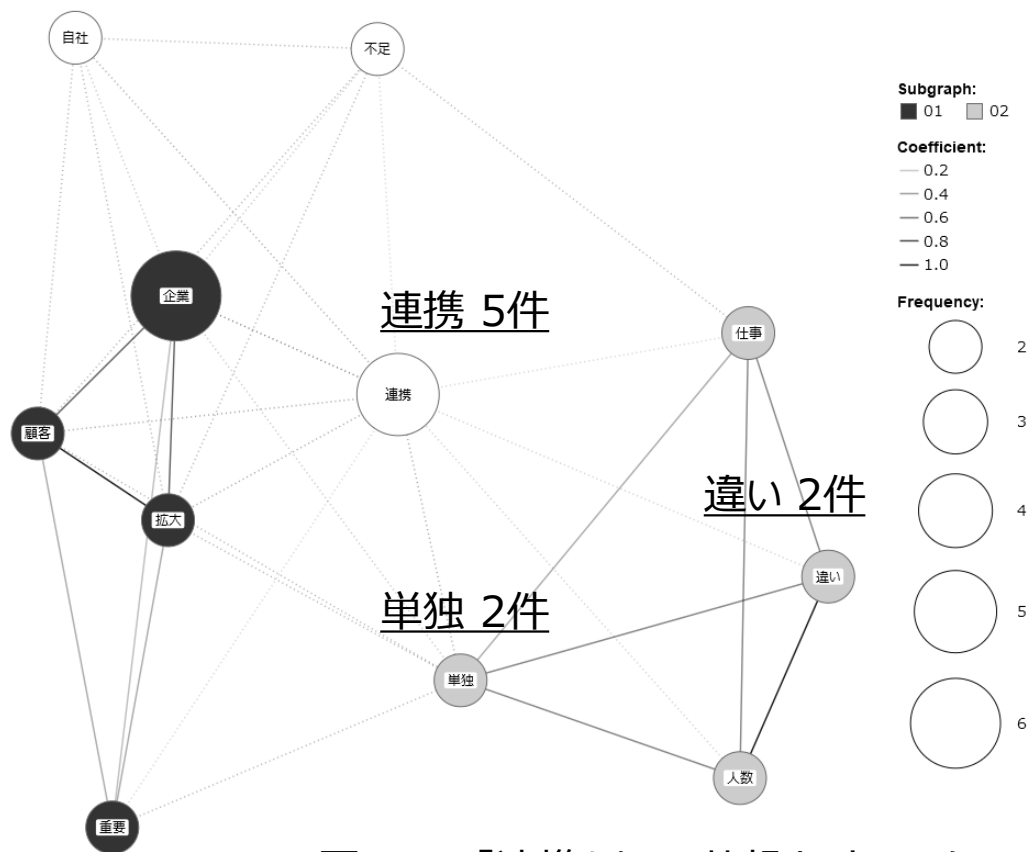 自社
不足
Subgraph:
01 02
Coefficient:
0.2
0.4
0.6
0.8
1.0
Frequency:
2
3
4
5
6
企業
連携 5件
仕事
連携
顧客
違い 2件
拡大
違い
単独 2件
単独
人数
重要